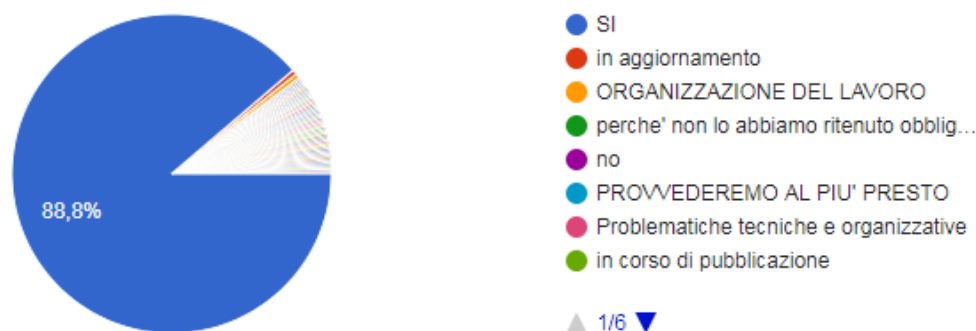 88,8%
SI
in aggiornamento
ORGANIZZAZIONE DEL LAVORO
perche' non lo abbiamo ritenuto obblig...
no
PROVVEDEREMO AL PIU' PRESTO
Problematiche tecniche e organizzative
in corso di pubblicazione
1/6